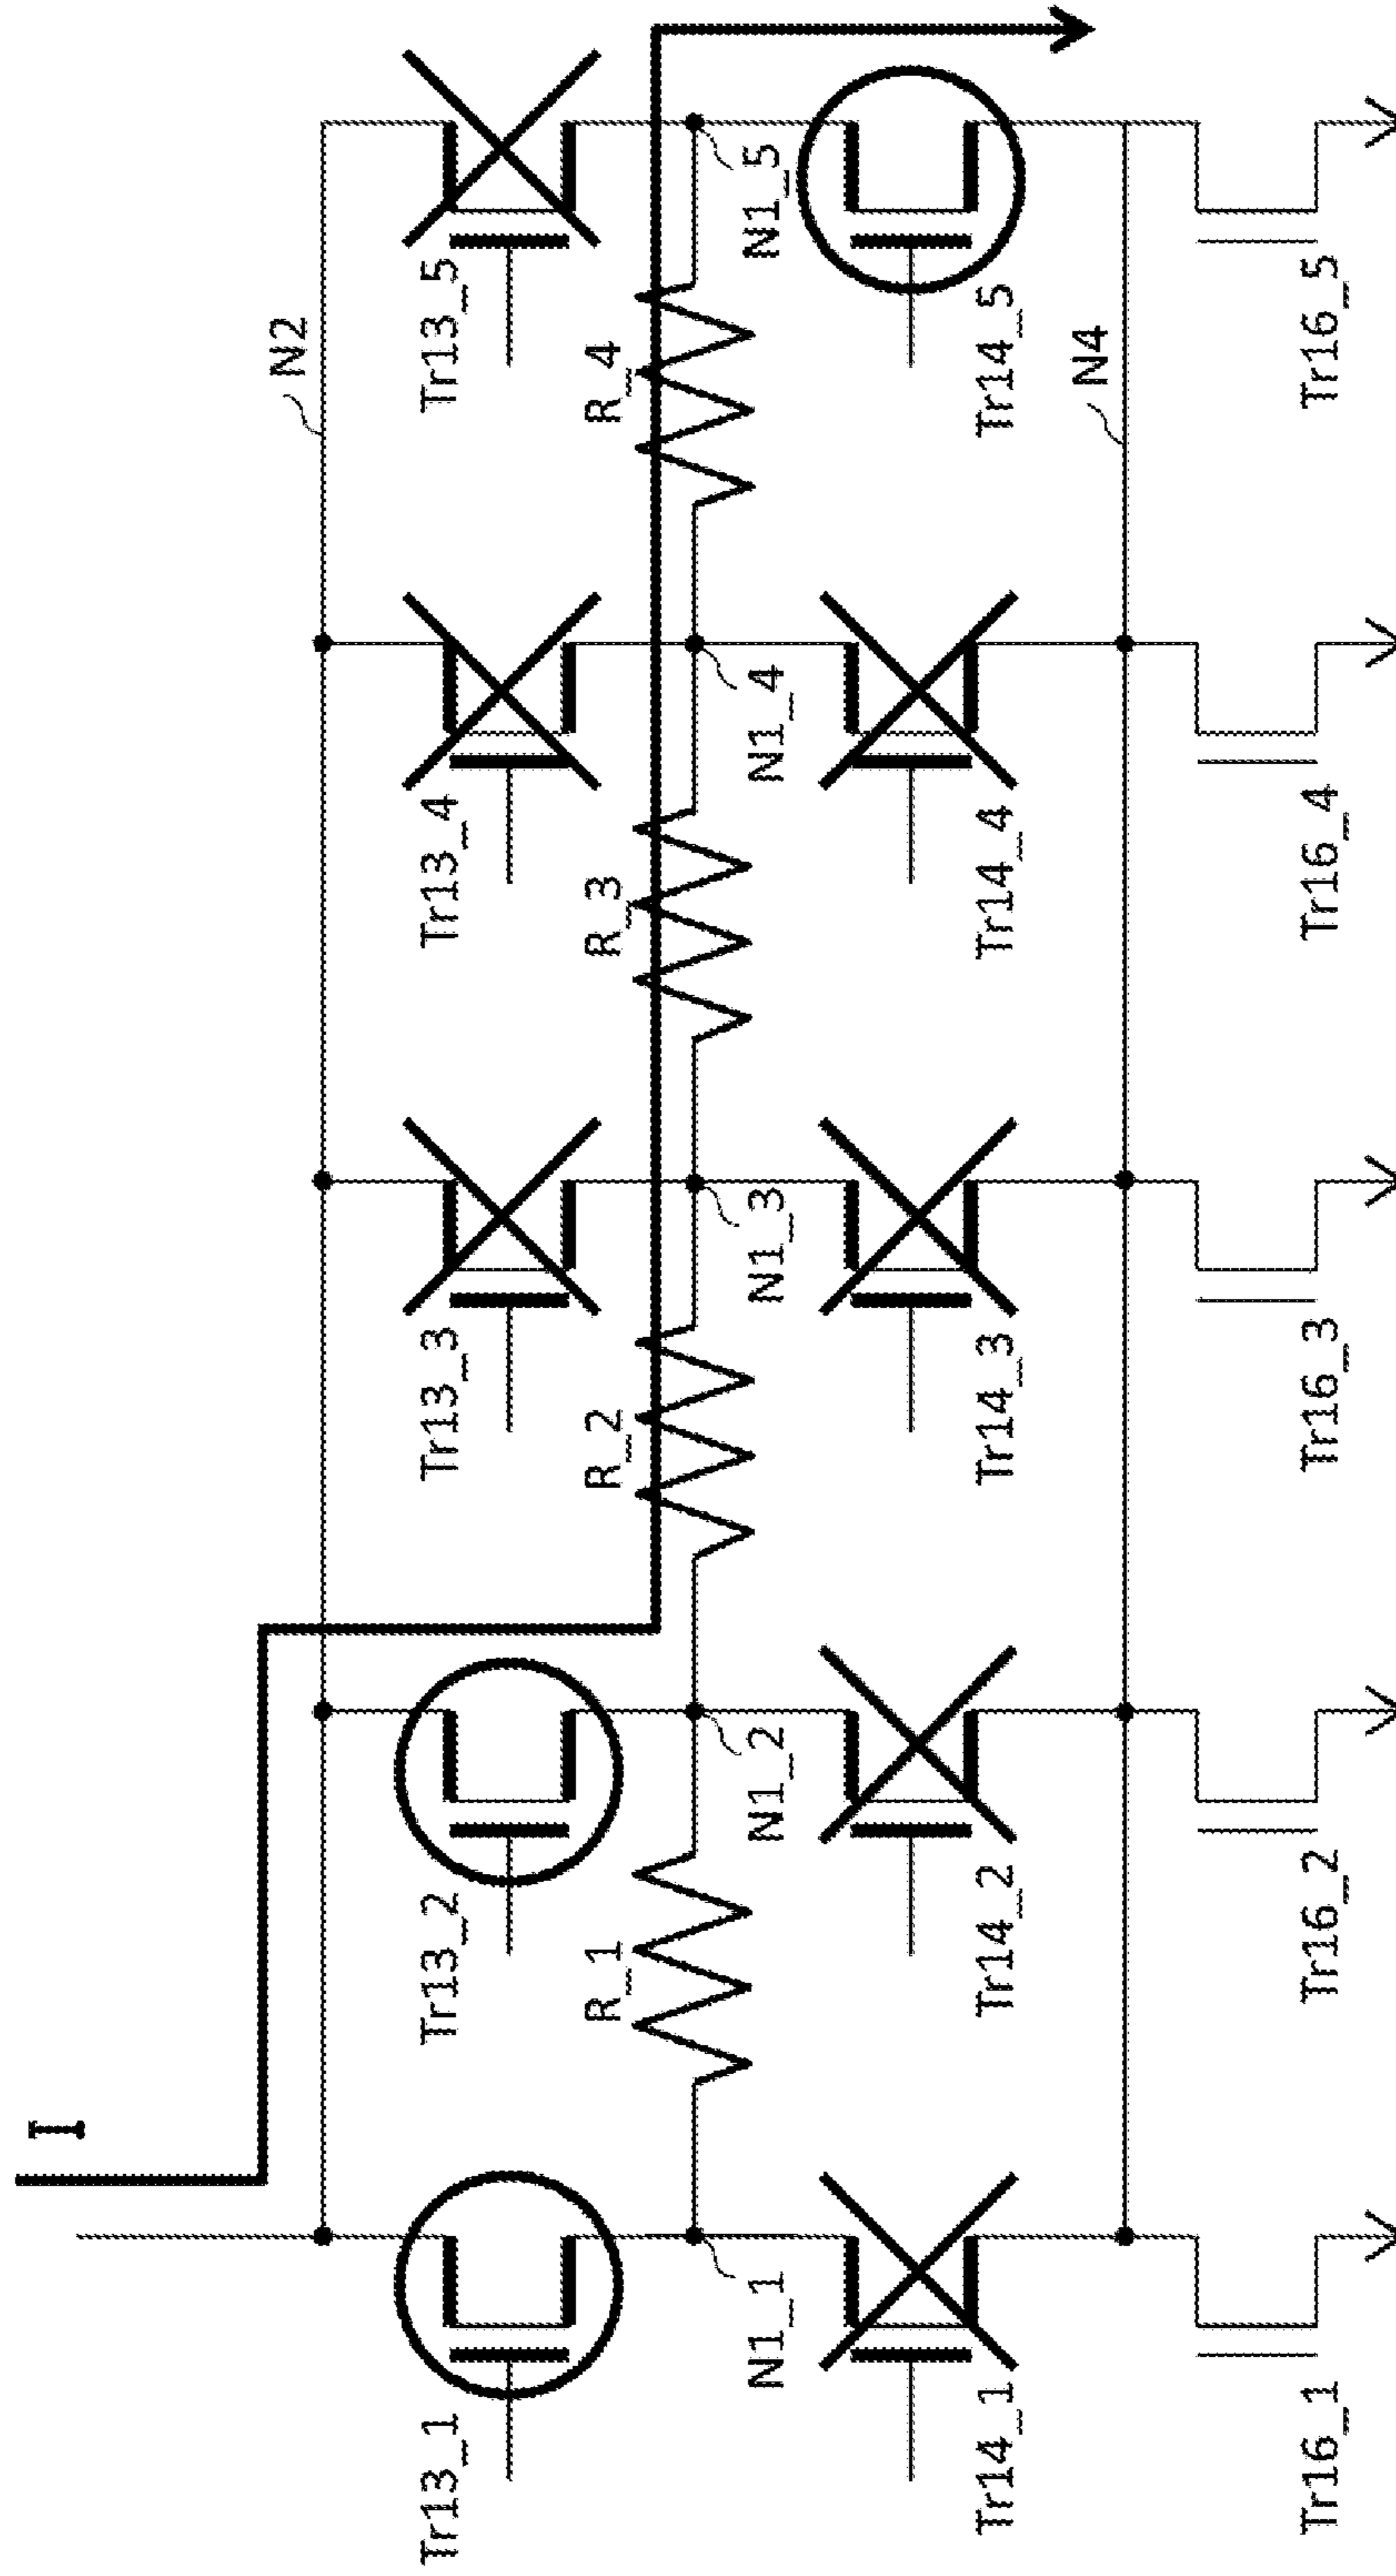 I
N2
Tr13_1
Tr13_2
Tr13_3
Tr13_4
Tr13_5
R_1
R_2
R_3
R_4
N1_1
N1_2
N1_3
N1_4
N1_5
Tr14_1
Tr14_2
Tr14_3
Tr14_4
Tr14_5
N4
Tr16_1
Tr16_2
Tr16_3
Tr16_4
Tr16_5